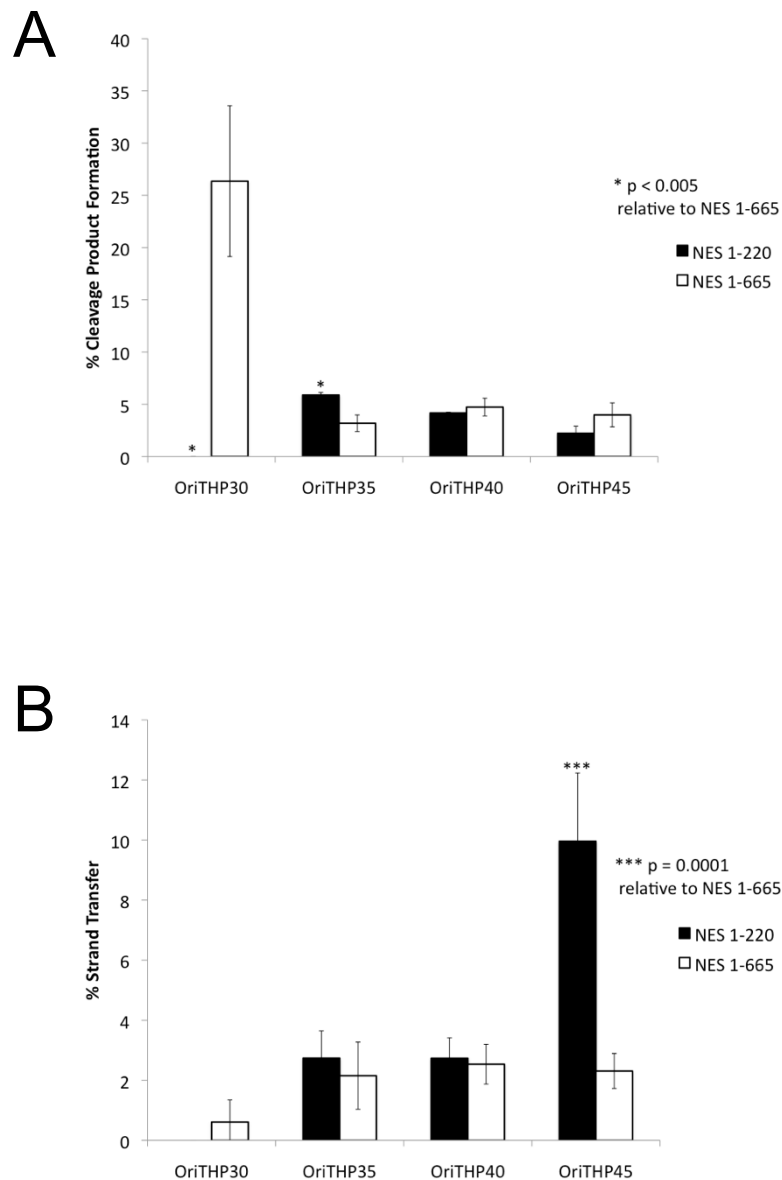 A
40
35
30
25
20
15
10
5
0
% Cleavage Product Formation
* p < 0.005
relative to NES 1-665
NES 1-220
NES 1-665
*
*
OriTHP30 OriTHP35 OriTHP40 OriTHP45
B
14
12
10
8
6
4
2
0
% Strand Transfer
***
*** p = 0.0001
relative to NES 1-665
NES 1-220
NES 1-665
OriTHP30 OriTHP35 OriTHP40 OriTHP45